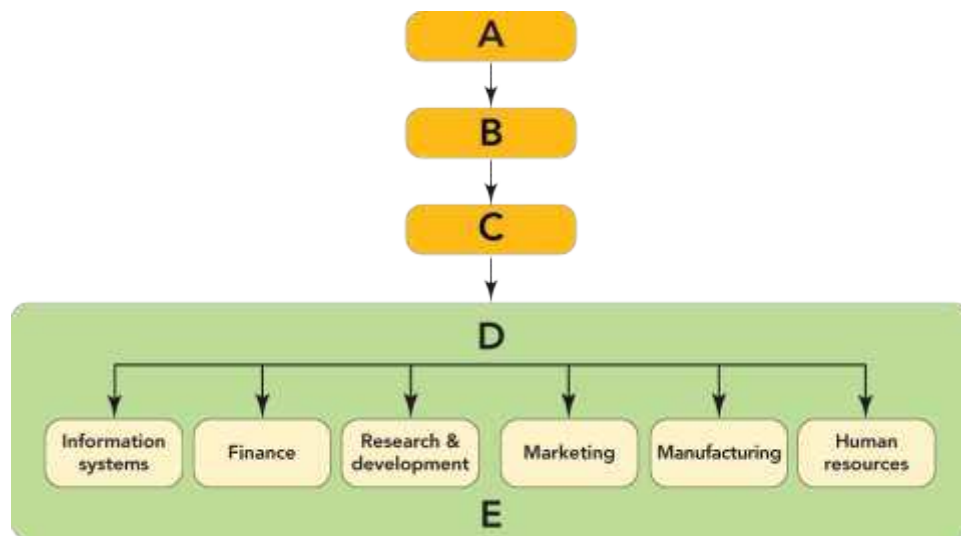 A
B
C
D
Information
systems
Finance
Research &
development
Marketing
Manufacturing
Human
resources
E